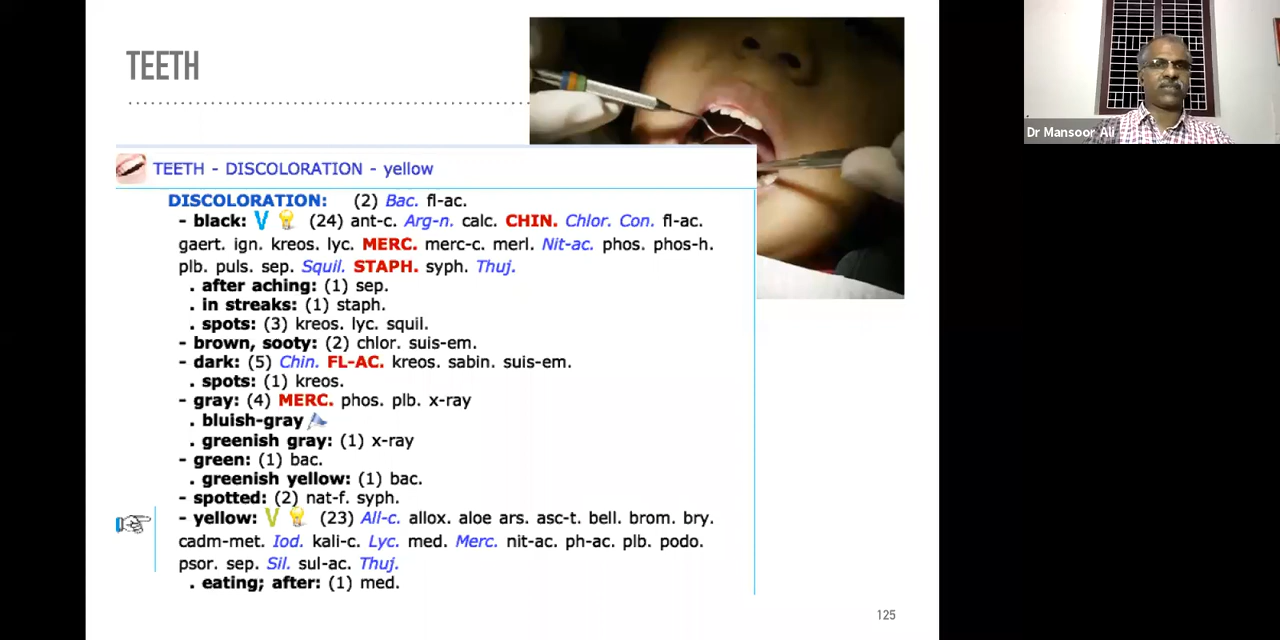 TEETH
Dr Mansoor Ali
TEETH - DISCOLORATION - yellow
DISCOLORATION: (2) Bac. fl-ac.
- black: V (24) ant-c. Arg-n. calc. CHIN. Chlor. Con. fl-ac.
gaert. ign. kreos. lyc. MERC. merc-c. merl. Nit-ac. phos. phos-h.
plb. puls. sep. Squil. STAPH. syph. Thuj.
. after aching: (1) sep.
. in streaks: (1) staph.
. spots: (3) kreos. lyc. squil.
- brown, sooty: (2) chlor. suis-em.
- dark: (5) Chin. FL-AC. kreos. sabin. suis-em.
. spots: (1) kreos.
- gray: (4) MERC. phos. plb. x-ray
. bluish-gray
. greenish gray: (1) x-ray
- green: (1) bac.
. greenish yellow: (1) bac.
- spotted: (2) nat-f. syph.
- yellow: V (23) All-c. allox. aloe ars. asc-t. bell. brom. bry.
cadm-met. Iod. kali-c. Lyc. med. Merc. nit-ac. ph-ac. plb. podo.
psor. sep. Sil. sul-ac. Thuj.
. eating; after: (1) med.
125